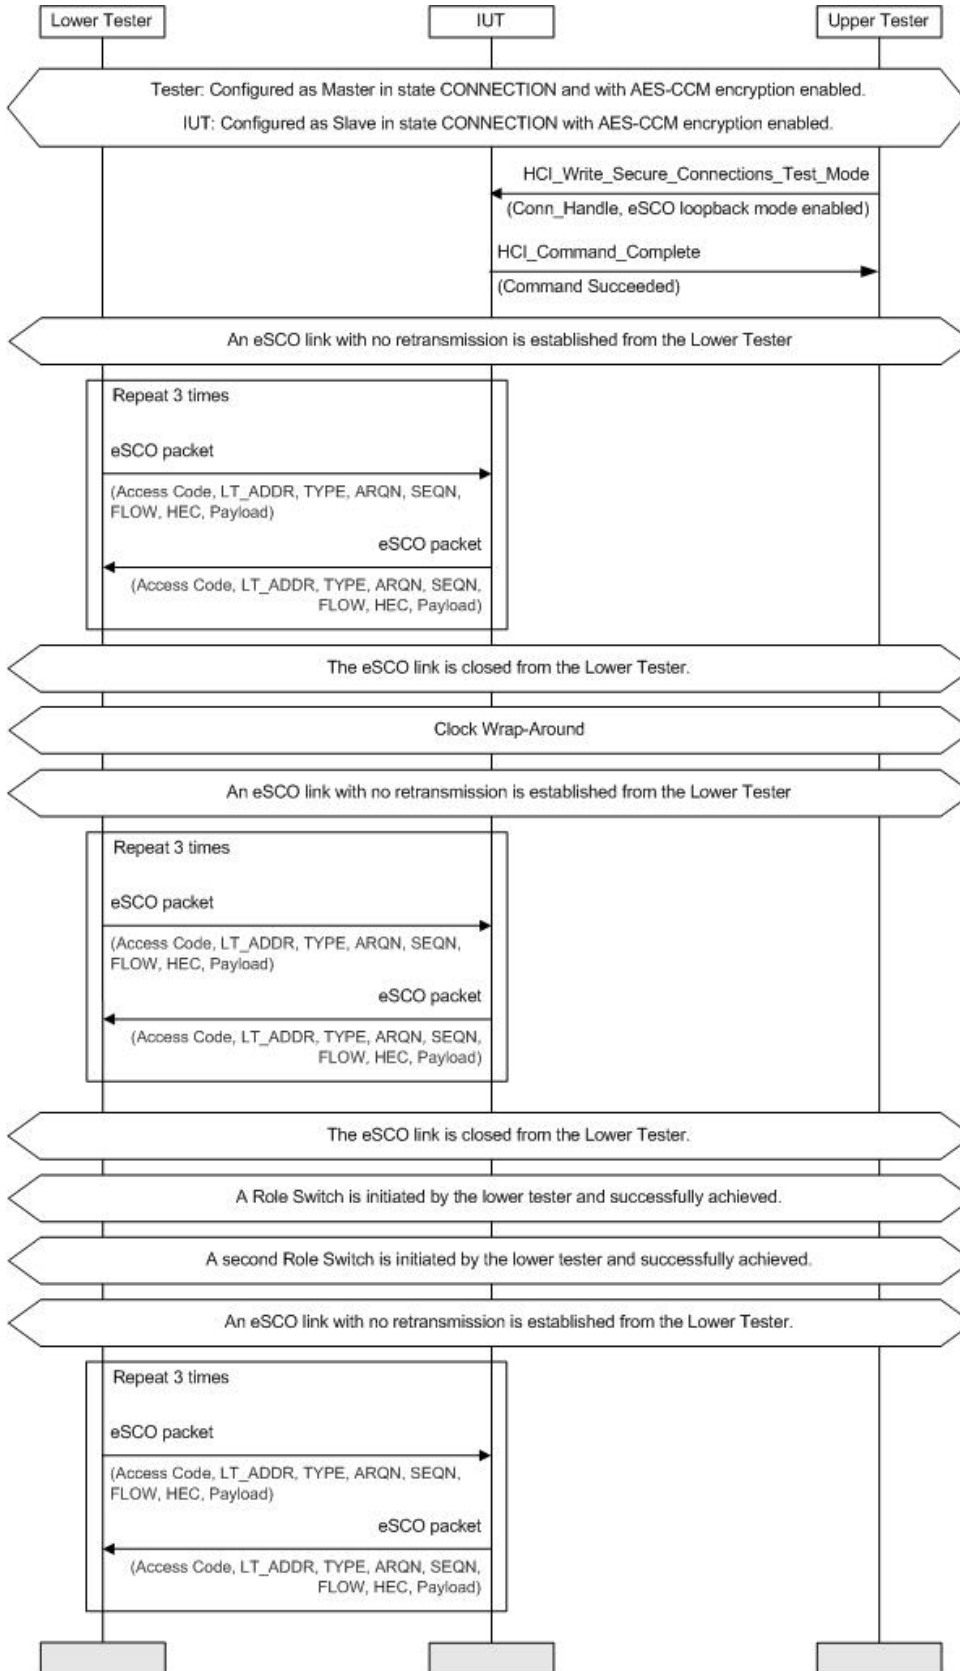 Lower Tester
IUT
Upper Tester
Tester: Configured as Master in state CONNECTION and with AES-CCM encryption enabled.
IUT: Configured as Slave in state CONNECTION with AES-CCM encryption enabled.
HCI_Write_Secure_Connections_Test_Mode
(Conn_Handle, eSCO loopback mode enabled)
HCI_Command_Complete
(Command Succeeded)
An eSCO link with no retransmission is established from the Lower Tester
Repeat 3 times
eSCO packet
(Access Code, LT_ADDR, TYPE, ARQN, SEQN,
FLOW, HEC, Payload)
eSCO packet
(Access Code, LT_ADDR, TYPE, ARQN, SEQN,
FLOW, HEC, Payload)
The eSCO link is closed from the Lower Tester.
Clock Wrap-Around
An eSCO link with no retransmission is established from the Lower Tester
Repeat 3 times
eSCO packet
(Access Code, LT_ADDR, TYPE, ARQN, SEQN,
FLOW, HEC, Payload)
eSCO packet
(Access Code, LT_ADDR, TYPE, ARQN, SEQN,
FLOW, HEC, Payload)
The eSCO link is closed from the Lower Tester.
A Role Switch is initiated by the lower tester and successfully achieved.
A second Role Switch is initiated by the lower tester and successfully achieved.
An eSCO link with no retransmission is established from the Lower Tester.
Repeat 3 times
eSCO packet
(Access Code, LT_ADDR, TYPE, ARQN, SEQN,
FLOW, HEC, Payload)
eSCO packet
(Access Code, LT_ADDR, TYPE, ARQN, SEQN,
FLOW, HEC, Payload)